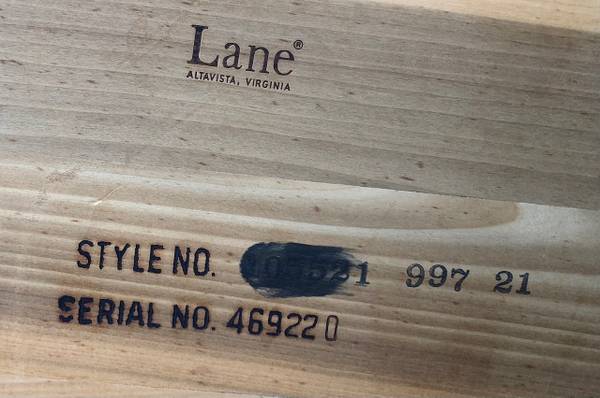 Lane®
ALTAVISTA, VIRGINIA
STYLE NO. 997 21
SERIAL NO. 469220